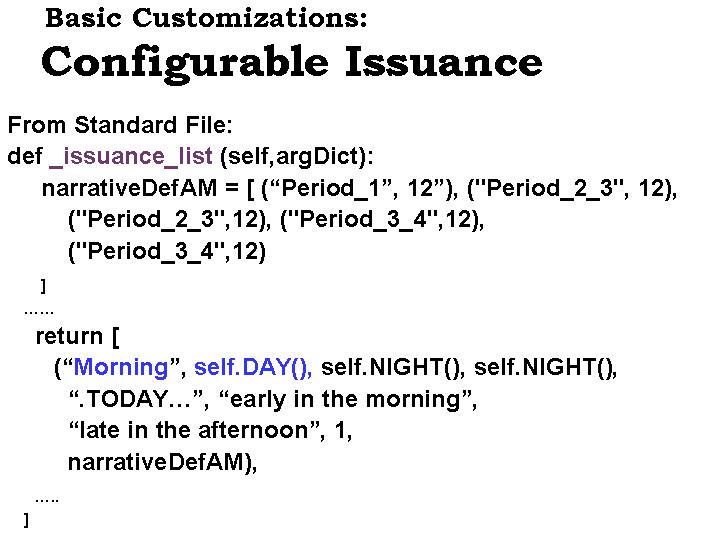 Basic Customizations:
Configurable Issuance
From Standard File:
def _issuance_list (self,argDict):
narrativeDefAM = [ (“Period_1”, 12”), ("Period_2_3", 12),
("Period_2_3",12), ("Period_3_4",12),
("Period_3_4",12)
]
……
return [
(“Morning”, self.DAY(), self.NIGHT(), self.NIGHT(),
“.TODAY…”, “early in the morning”,
“late in the afternoon”, 1,
narrativeDefAM),
…..
]